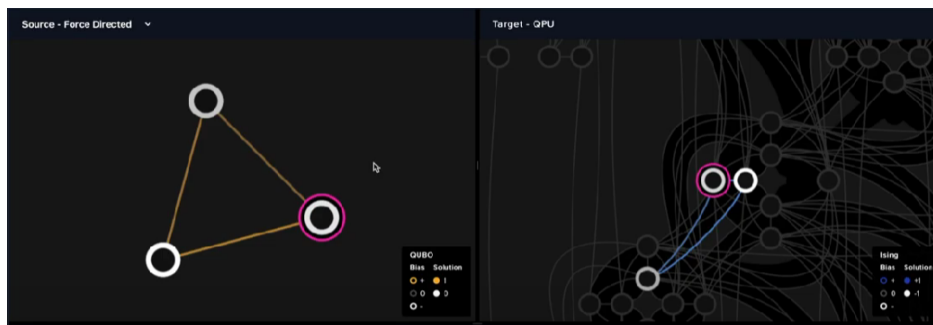 Source - Force Directed
Target - QPU
QUBO
Bias Solution
+ 1
0 0
-
Ising
Bias Solution
+ +1
0 -1
-